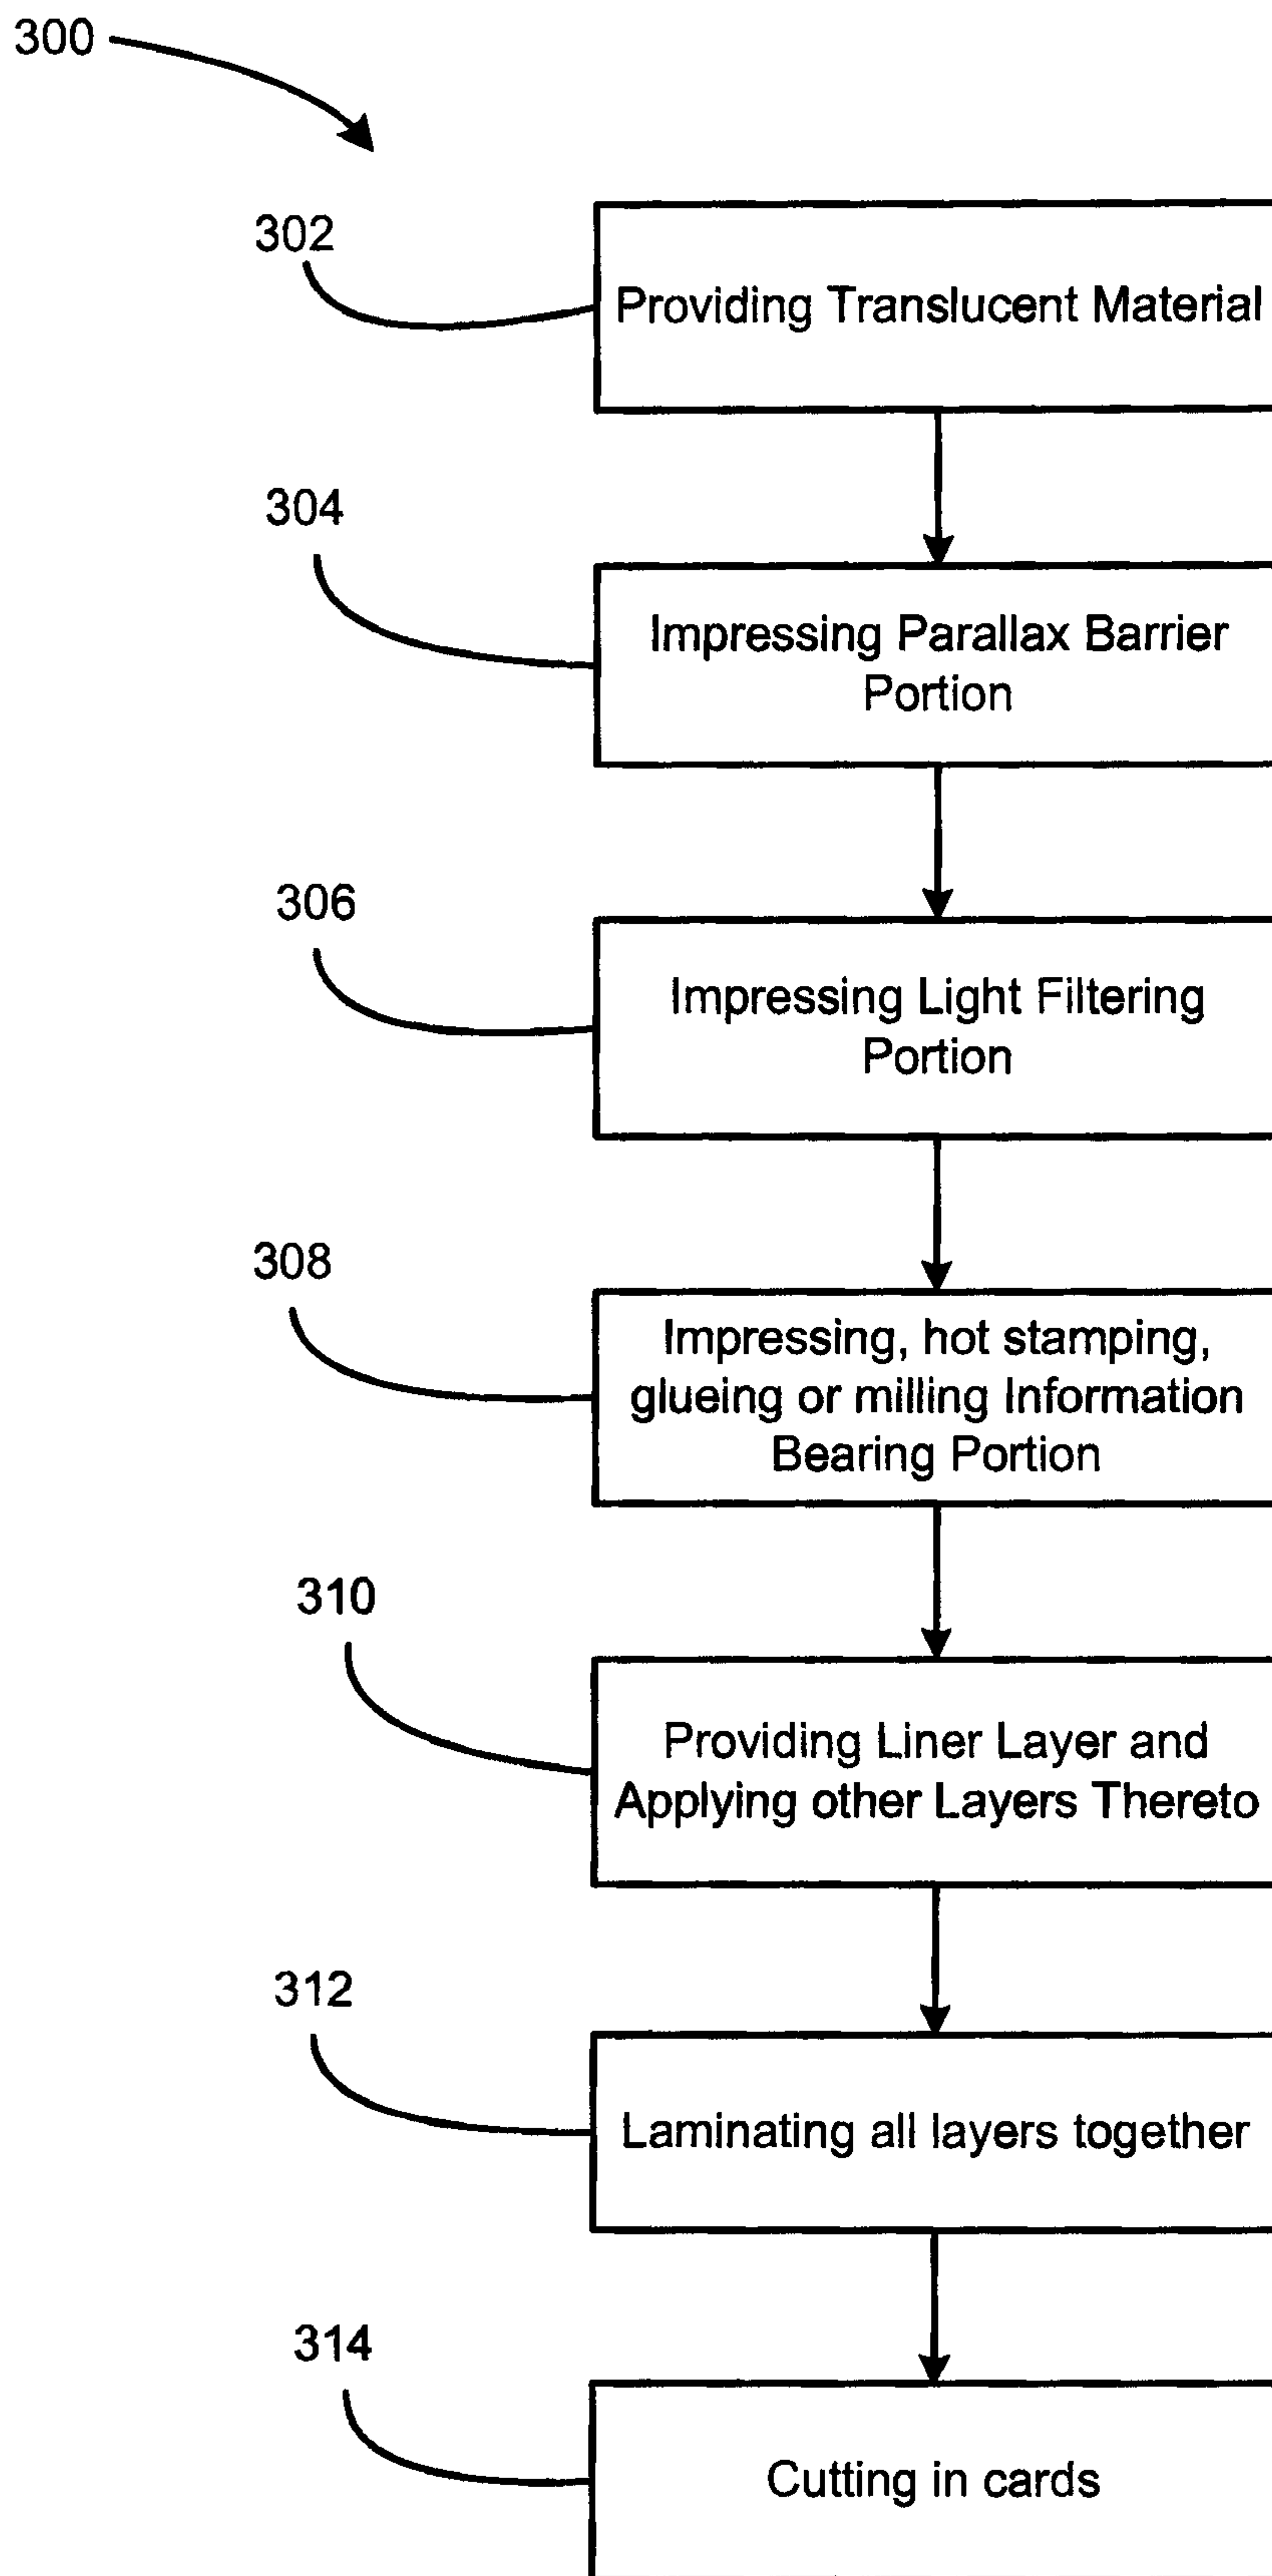 300
302
Providing Translucent Material
304
Impressing Parallax Barrier
Portion
306
Impressing Light Filtering
Portion
308
Impressing, hot stamping,
glueing or milling Information
Bearing Portion
310
Providing Liner Layer and
Applying other Layers Thereto
312
Laminating all layers together
314
Cutting in cards